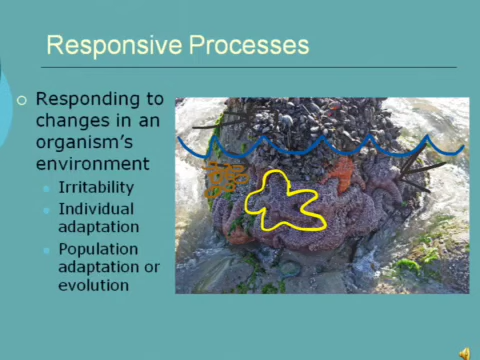 Responsive Processes
Responding to
changes in an
organism's
environment
Irritability
Individual
adaptation
Population
adaptation or
evolution